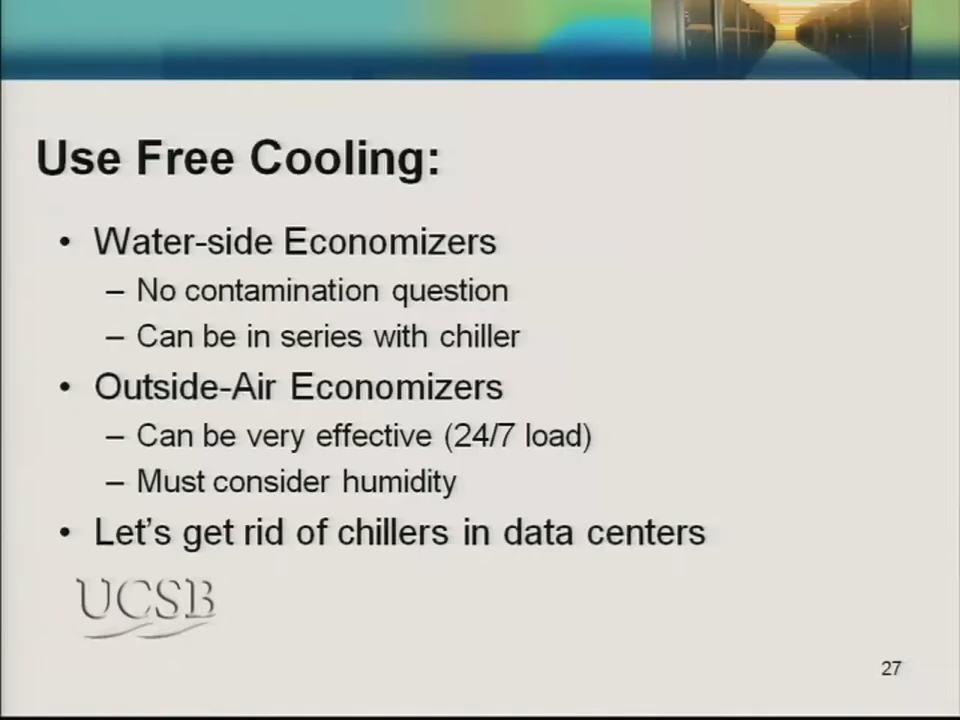 Use Free Cooling:
• Water-side Economizers
– No contamination question
– Can be in series with chiller
• Outside-Air Economizers
– Can be very effective (24/7 load)
– Must consider humidity
• Let's get rid of chillers in data centers
UCSB
27